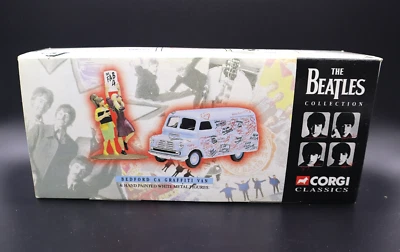 THE
BEATLES
COLLECTION
BEDFORD CA GRAFFITI VAN
& HAND PAINTED WHITE METAL FIGURES
CORGI
CLASSICS